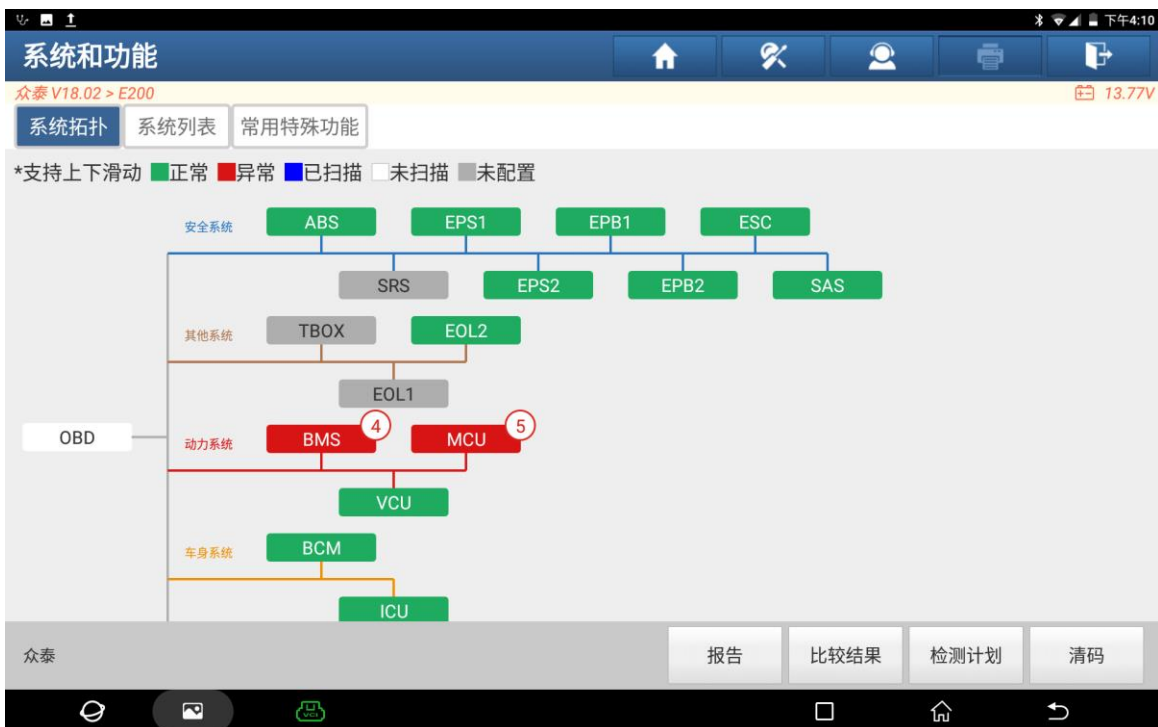 下午4:10
系统和功能
众泰 V18.02 > E200
13.77V
系统拓扑 系统列表 常用特殊功能
*支持上下滑动 正常 异常 已扫描 未扫描 未配置
安全系统 ABS EPS1 EPB1 ESC
SRS EPS2 EPB2 SAS
其他系统 TBOX EOL2
EOL1
OBD 动力系统 BMS 4 MCU 5
VCU
车身系统 BCM
ICU
众泰 报告 比较结果 检测计划 清码
VCI